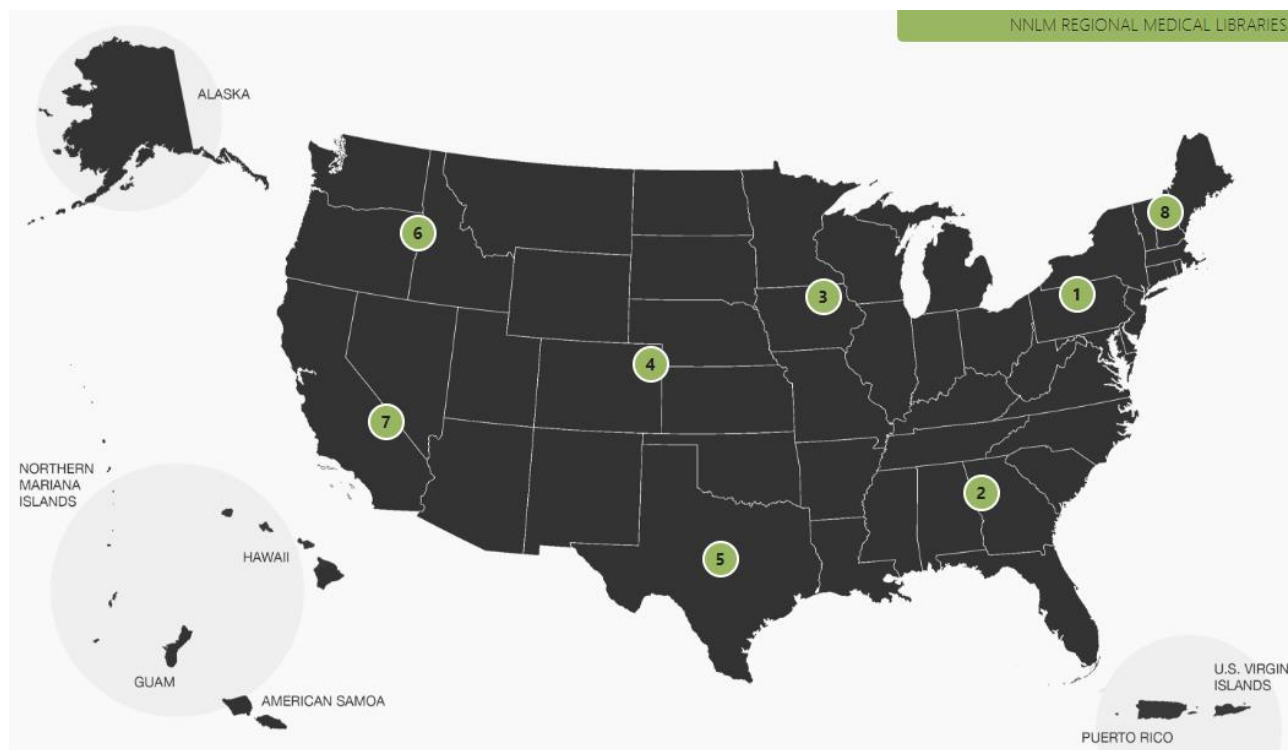 NNLM REGIONAL MEDICAL LIBRARIES
ALASKA
8
6
1
3
4
7
NORTHERN
MARIANA
ISLANDS
2
HAWAII
5
GUAM
AMERICAN SAMOA
U.S. VIRGIN
ISLANDS
PUERTO RICO